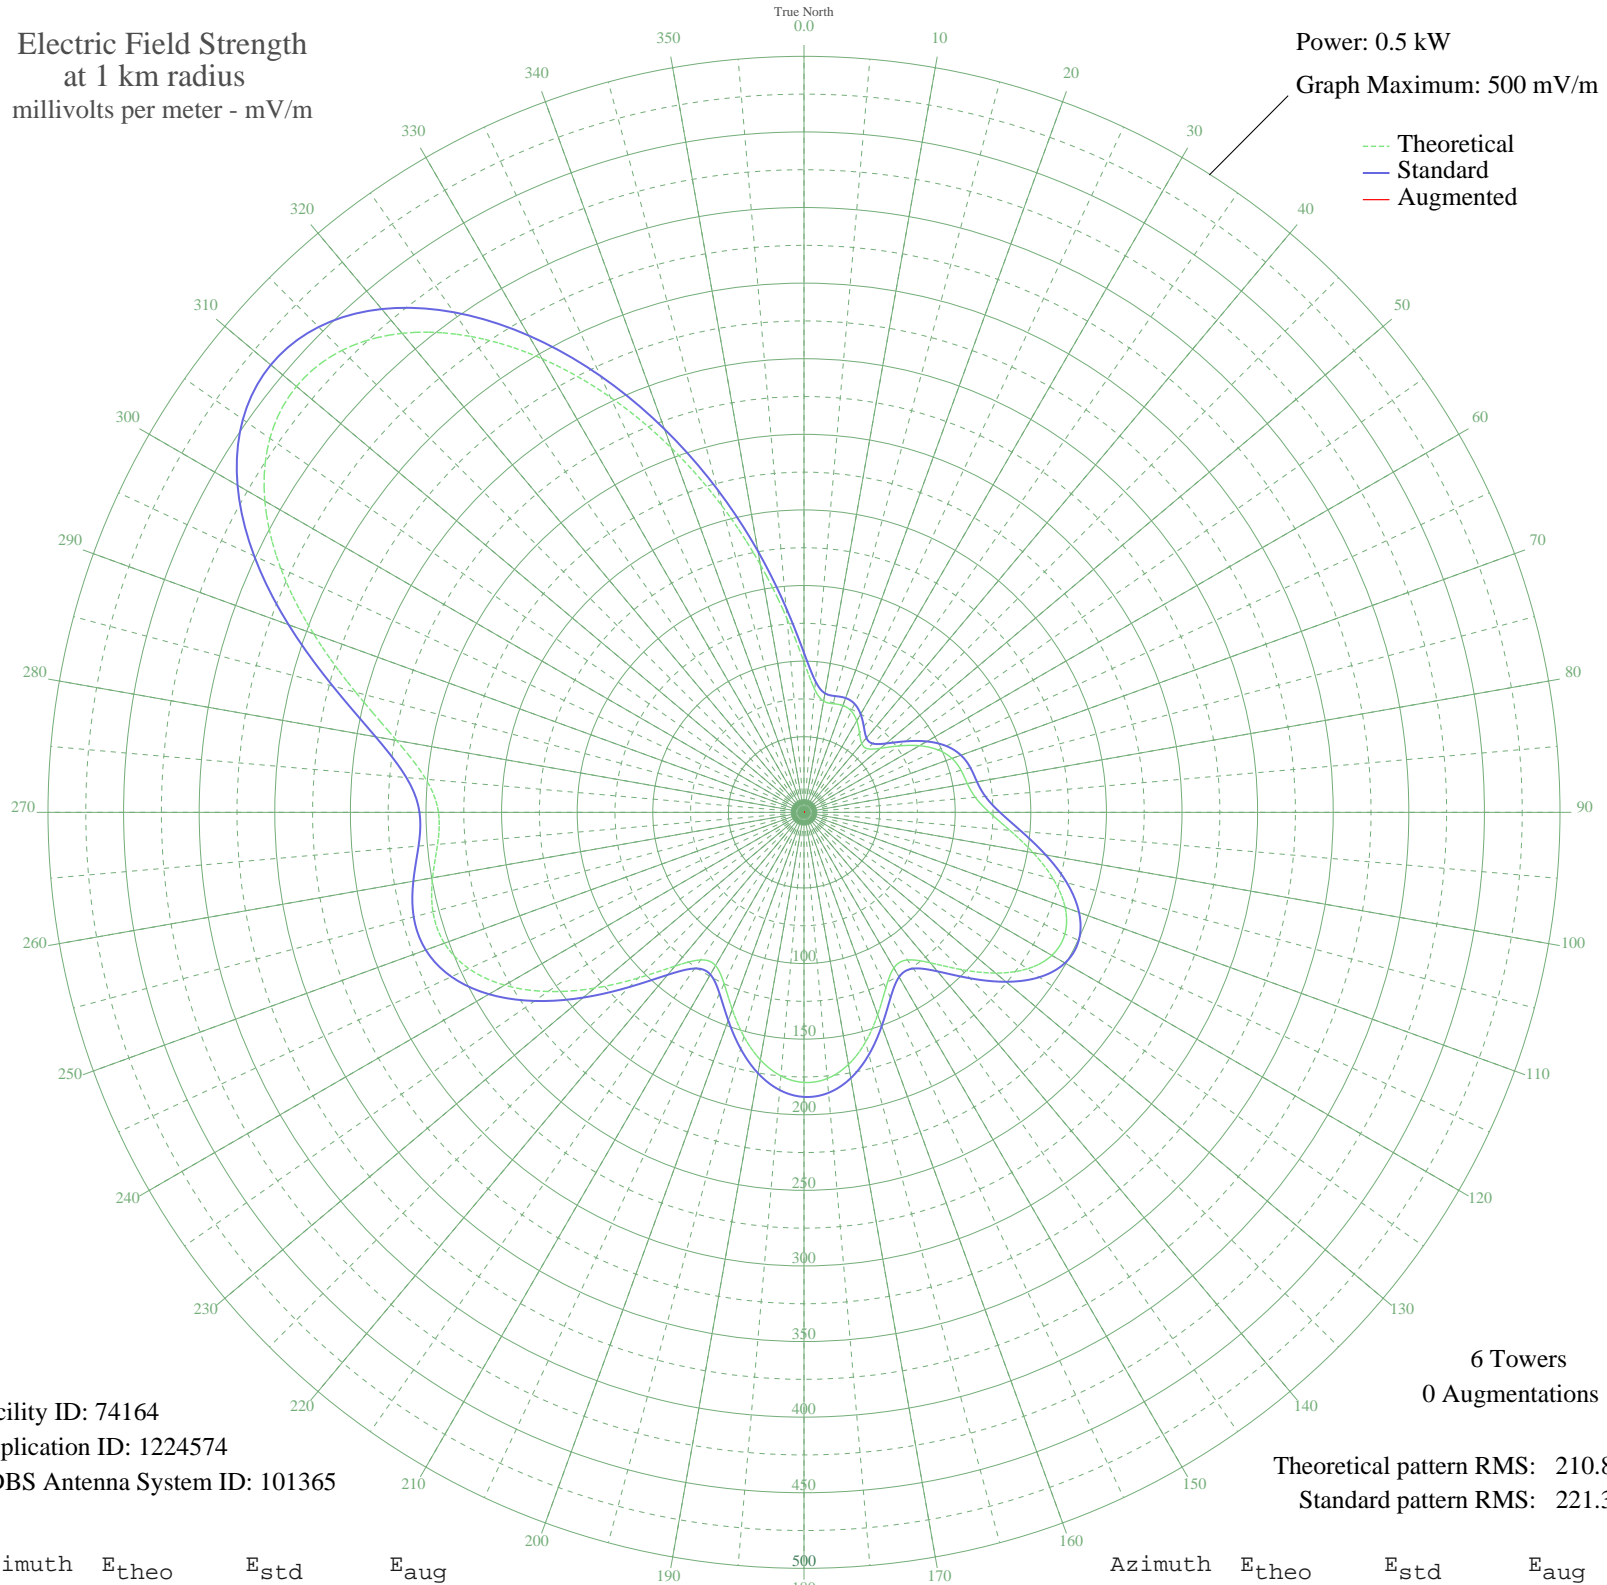 True North
0.0
Electric Field Strength
at 1 km radius
millivolts per meter - mV/m
Power: 0.5 kW
Graph Maximum: 500 mV/m
Theoretical
Standard
Augmented
10
20
30
40
50
60
70
80
90
100
110
120
130
140
150
160
170
190
200
210
220
230
240
250
260
270
280
290
300
310
320
330
340
350
100
150
200
250
300
350
400
450
500
6 Towers
0 Augmentations
cility ID: 74164
plication ID: 1224574
DBS Antenna System ID: 101365
Theoretical pattern RMS: 210.8
Standard pattern RMS: 221.3
imuth Etheo Estd Eaug Azimuth Etheo Estd Eaug